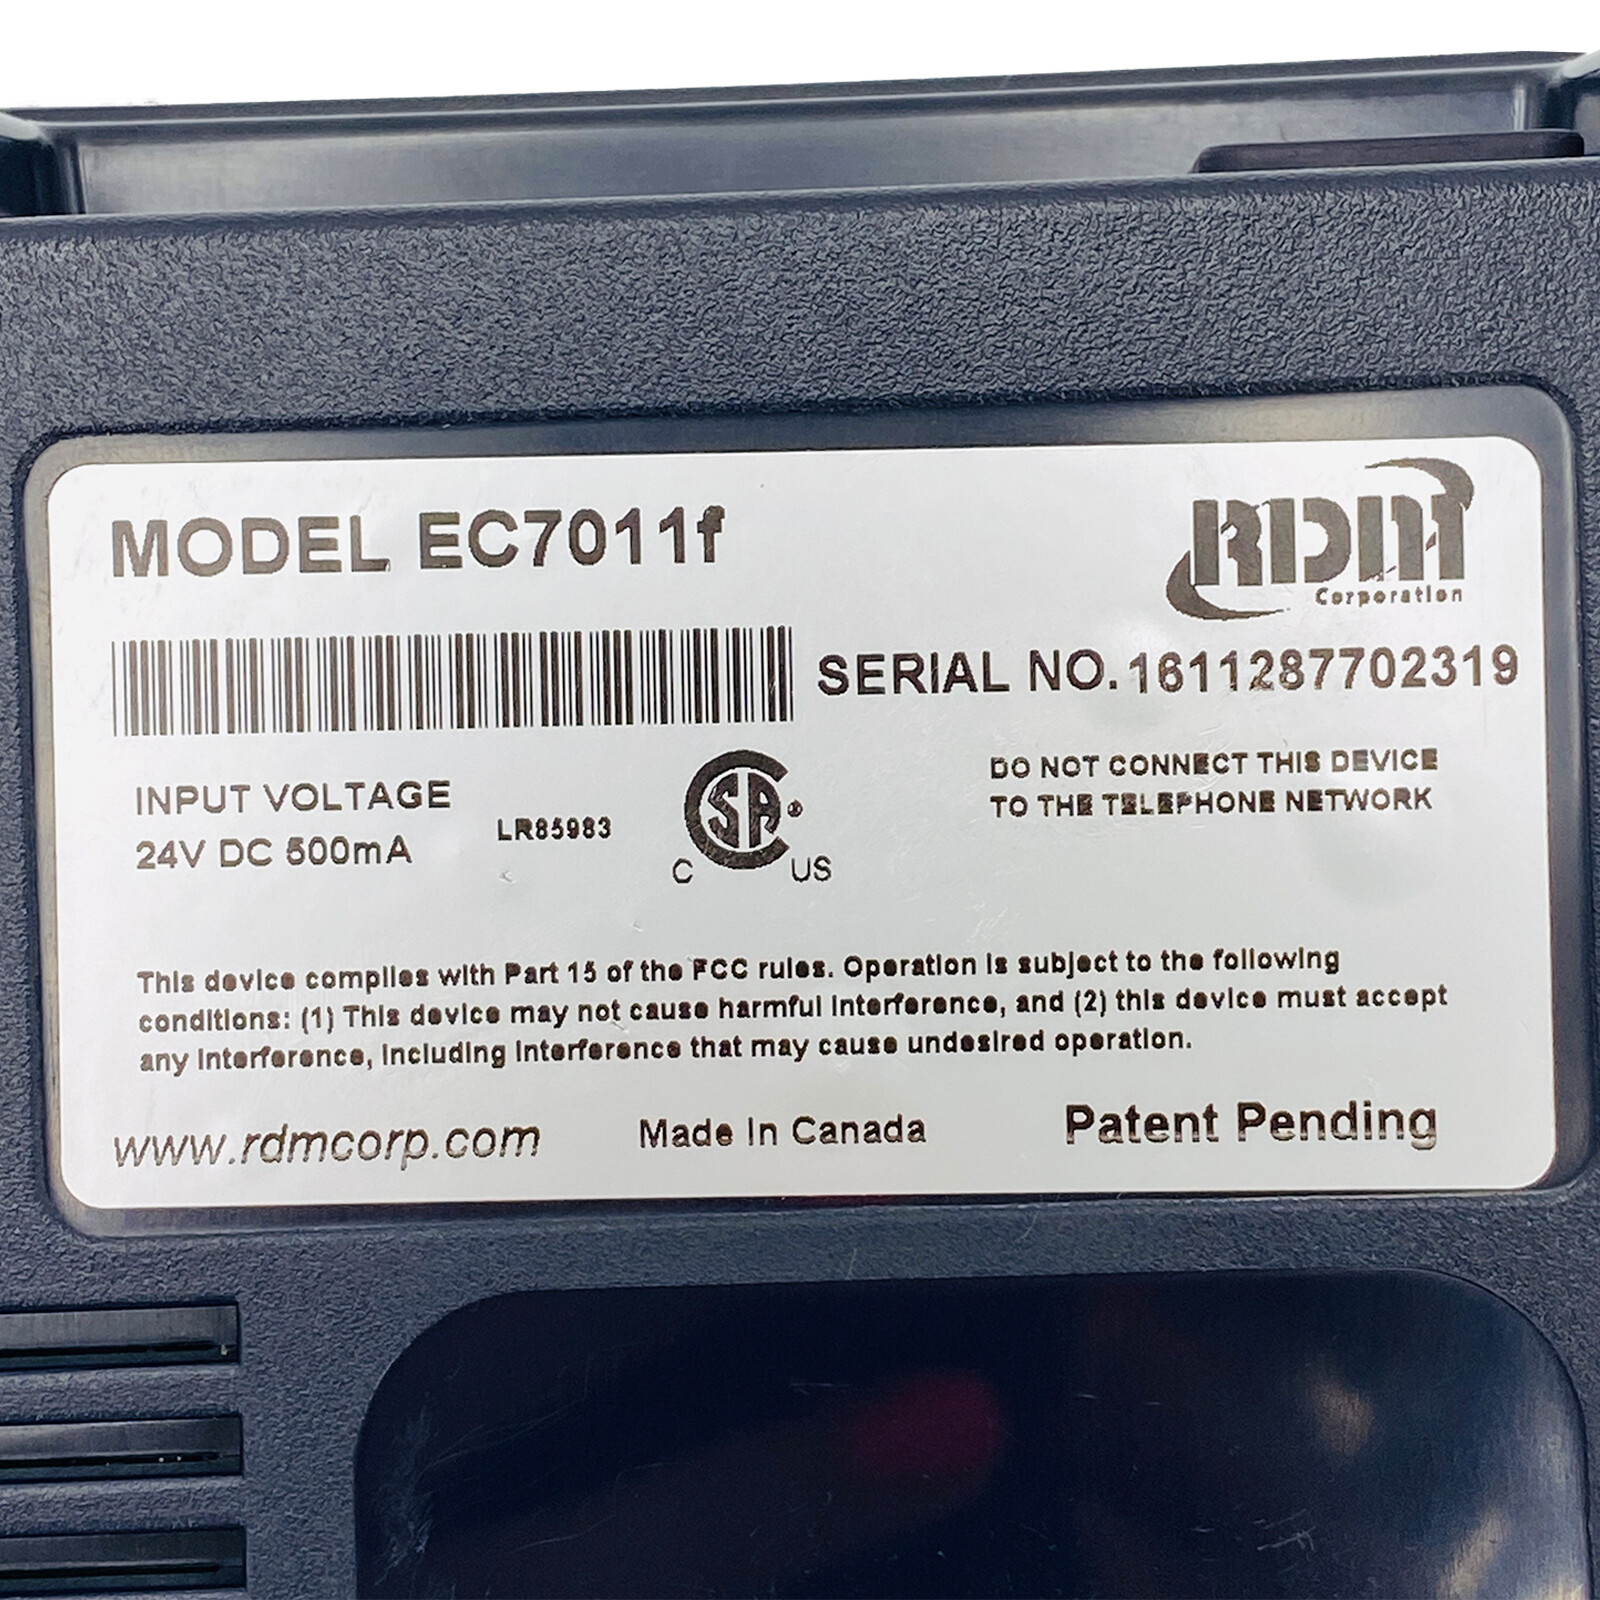 MODEL EC7011f
RDM
Corporation
SERIAL NO. 1611287702319
INPUT VOLTAGE
24V DC 500mA
LR85983
CSA®
C US
DO NOT CONNECT THIS DEVICE
TO THE TELEPHONE NETWORK
This device complies with Part 15 of the FCC rules. Operation is subject to the following
conditions: (1) This device may not cause harmful interference, and (2) this device must accept
any interference, including interference that may cause undesired operation.
www.rdmcorp.com
Made in Canada
Patent Pending